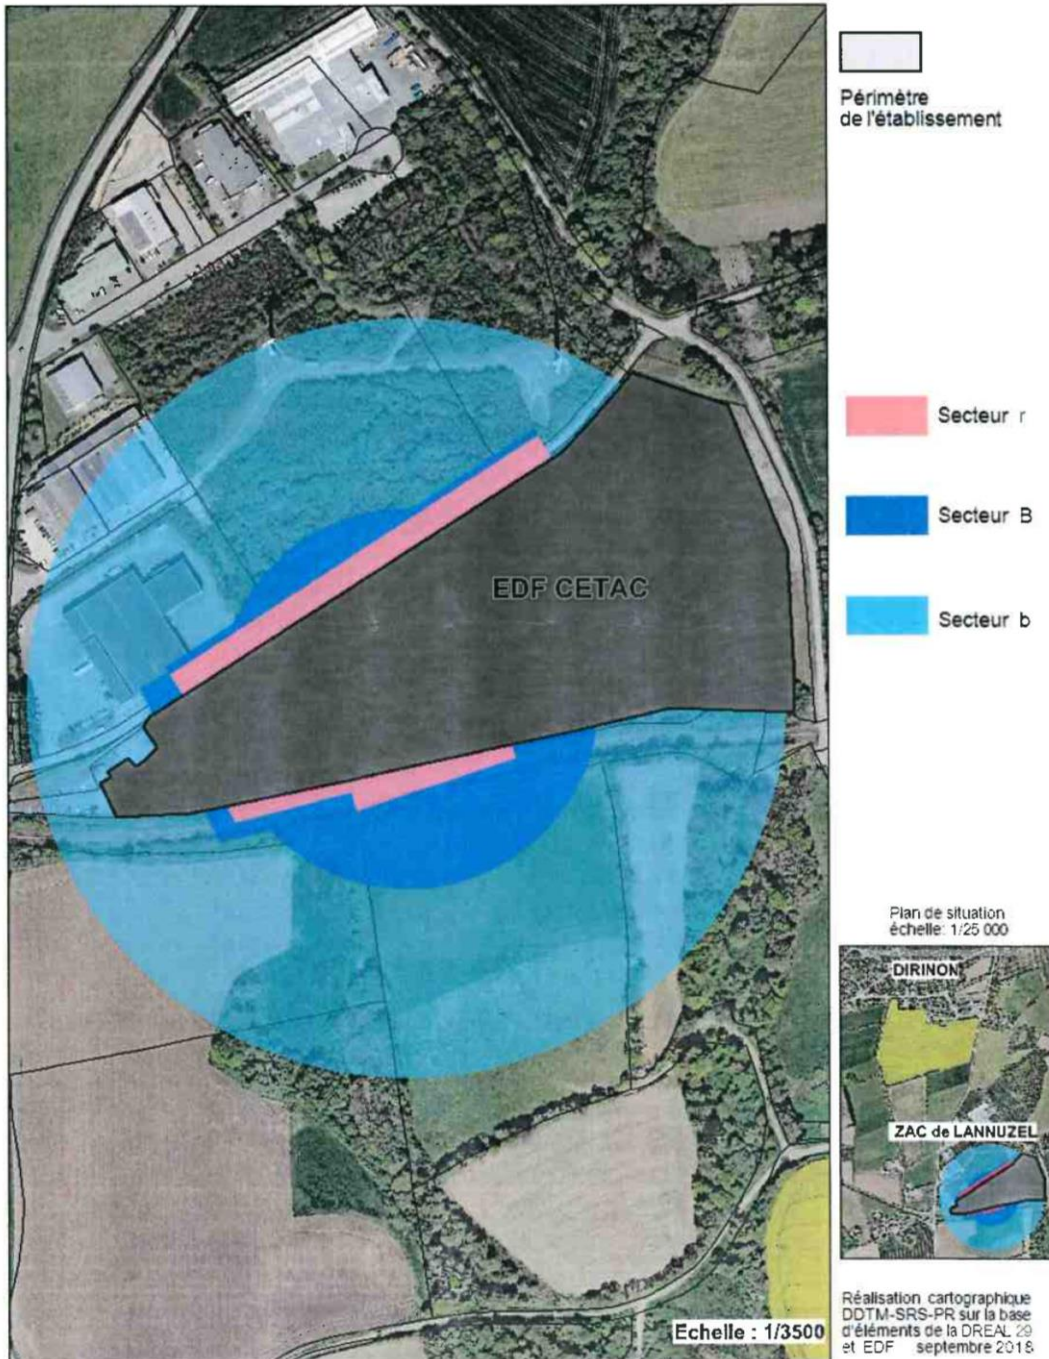 Périmètre
de l'établissement
Secteur r
Secteur B
EDF CETAC
Secteur b
Plan de situation
échelle: 1/25 000
DIRINON
ZAC de LANNUZEL
Réalisation cartographique
DDTM-SRS-PR sur la base
d'éléments de la DREAL 29
et EDF septembre 2018
Echelle : 1/3500